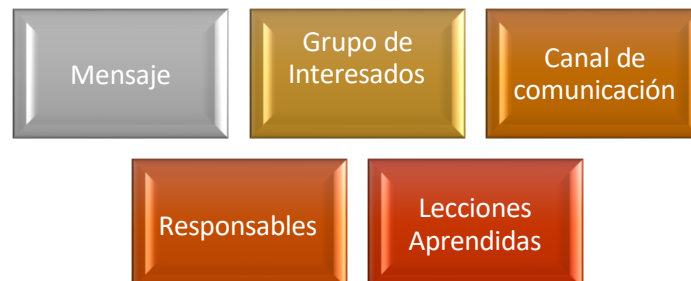 Mensaje
Grupo de
Interesados
Canal de
comunicación
Responsables
Lecciones
Aprendidas